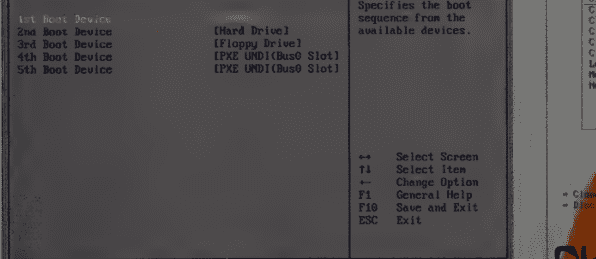 1st Boot Device
2nd Boot Device [Hard Drive]
3rd Boot Device [Floppy Drive]
4th Boot Device [PXE UNDI(Bus0 Slot]
5th Boot Device [PXE UNDI(Bus0 Slot]
Specifies the boot
sequence from the
available devices.
↔ Select Screen
↑↓ Select Item
← Change Option
F1 General Help
F10 Save and Exit
ESC Exit